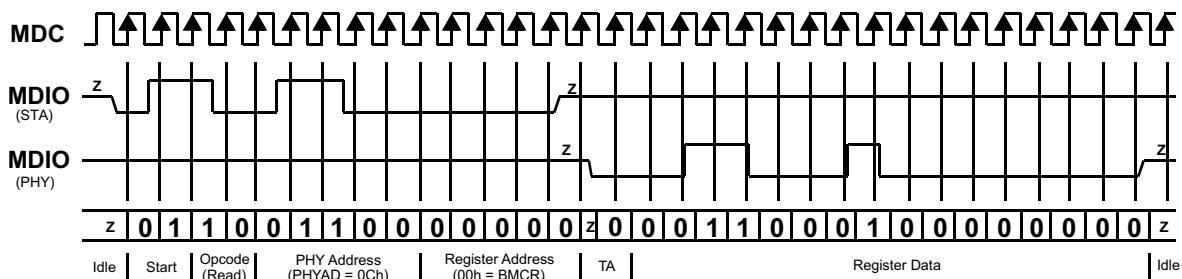 MDC
z
MDIO
(STA)
z
z
MDIO
(PHY)
z
z 0 1 1 0 0 1 1 0 0 0 0 0 0 0 z 0 0 0 1 1 0 0 0 1 0 0 0 0 0 0 0 0 z
Idle
Start
Opcode
(Read)
PHY Address
(PHYAD = 0Ch)
Register Address
(00h = BMCR)
TA
Register Data
Idle